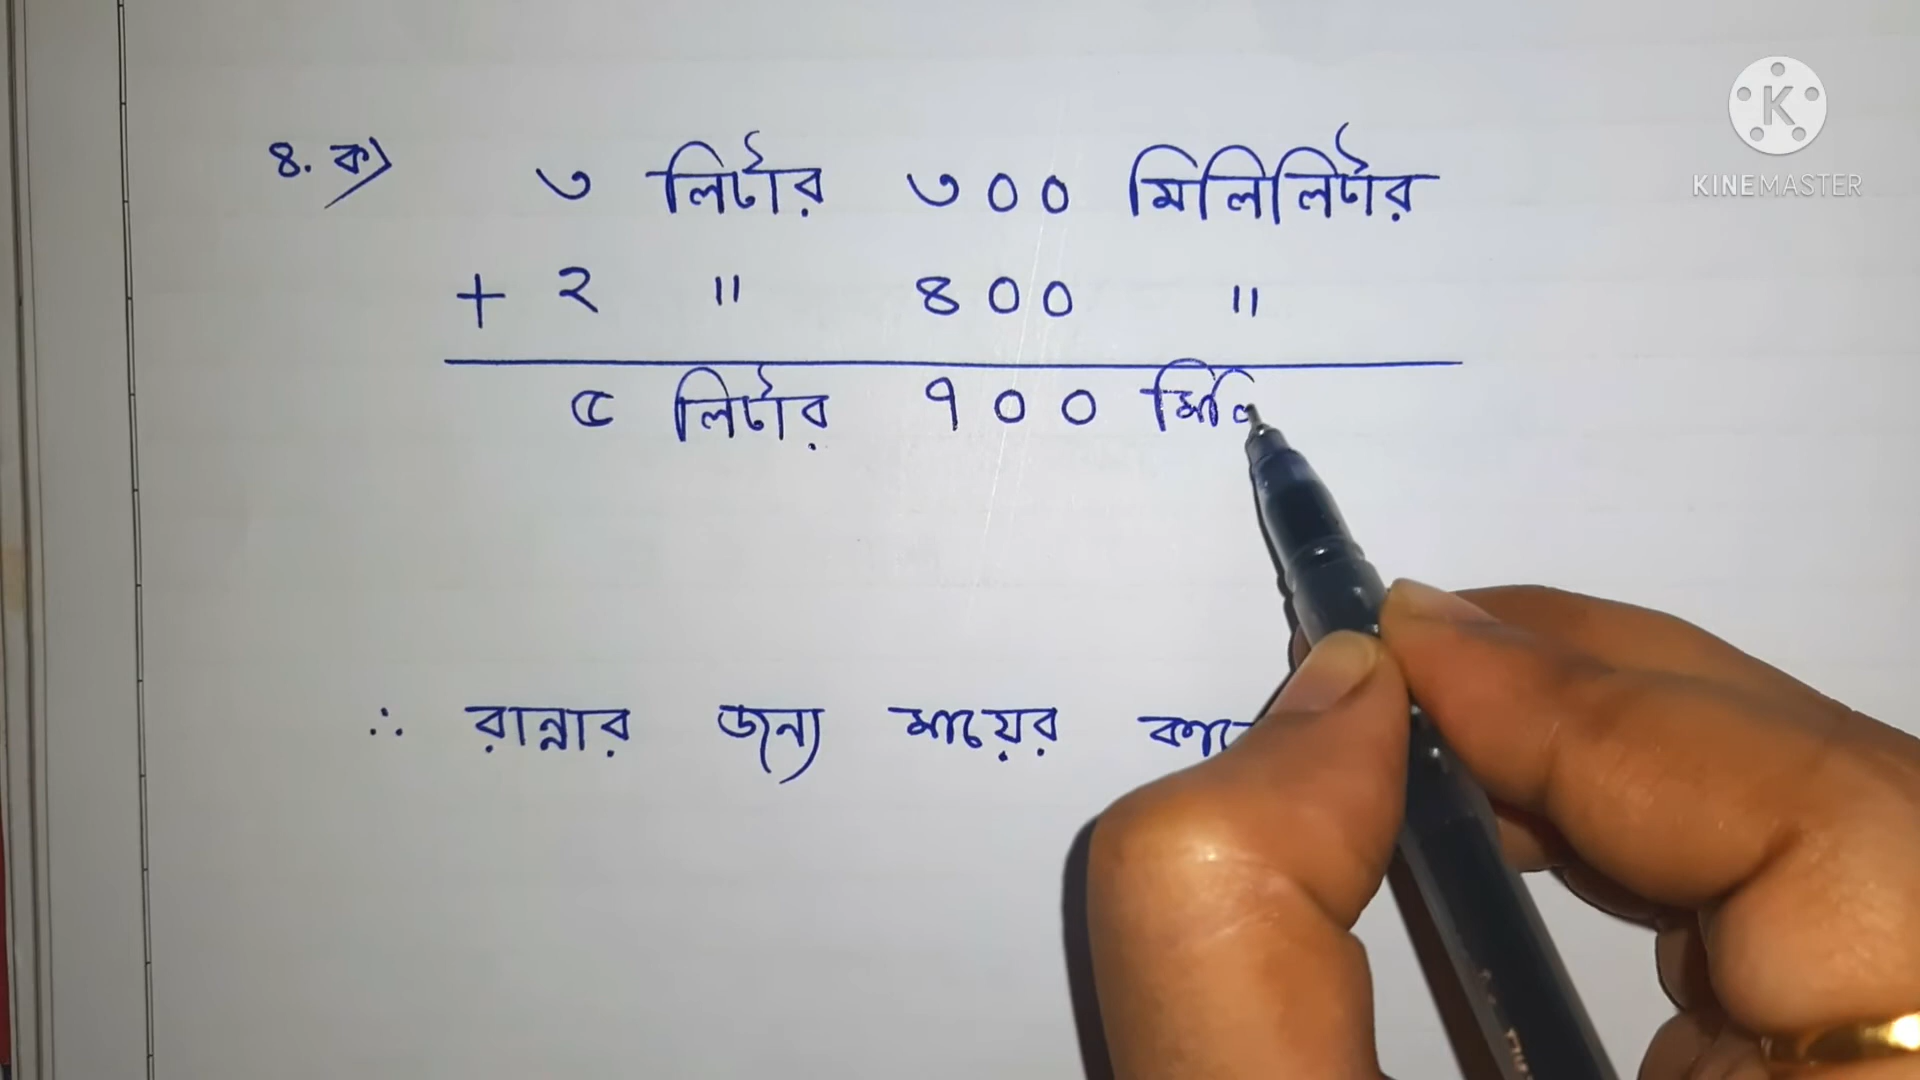 ৪. ক) ৩ লিটার ৩০০ মিলিলিটার
+ ২ " ৪০০ "
৫ লিটার ৭০০ মিলি
∴ রান্নার জন্য মায়ের
KINEMASTER